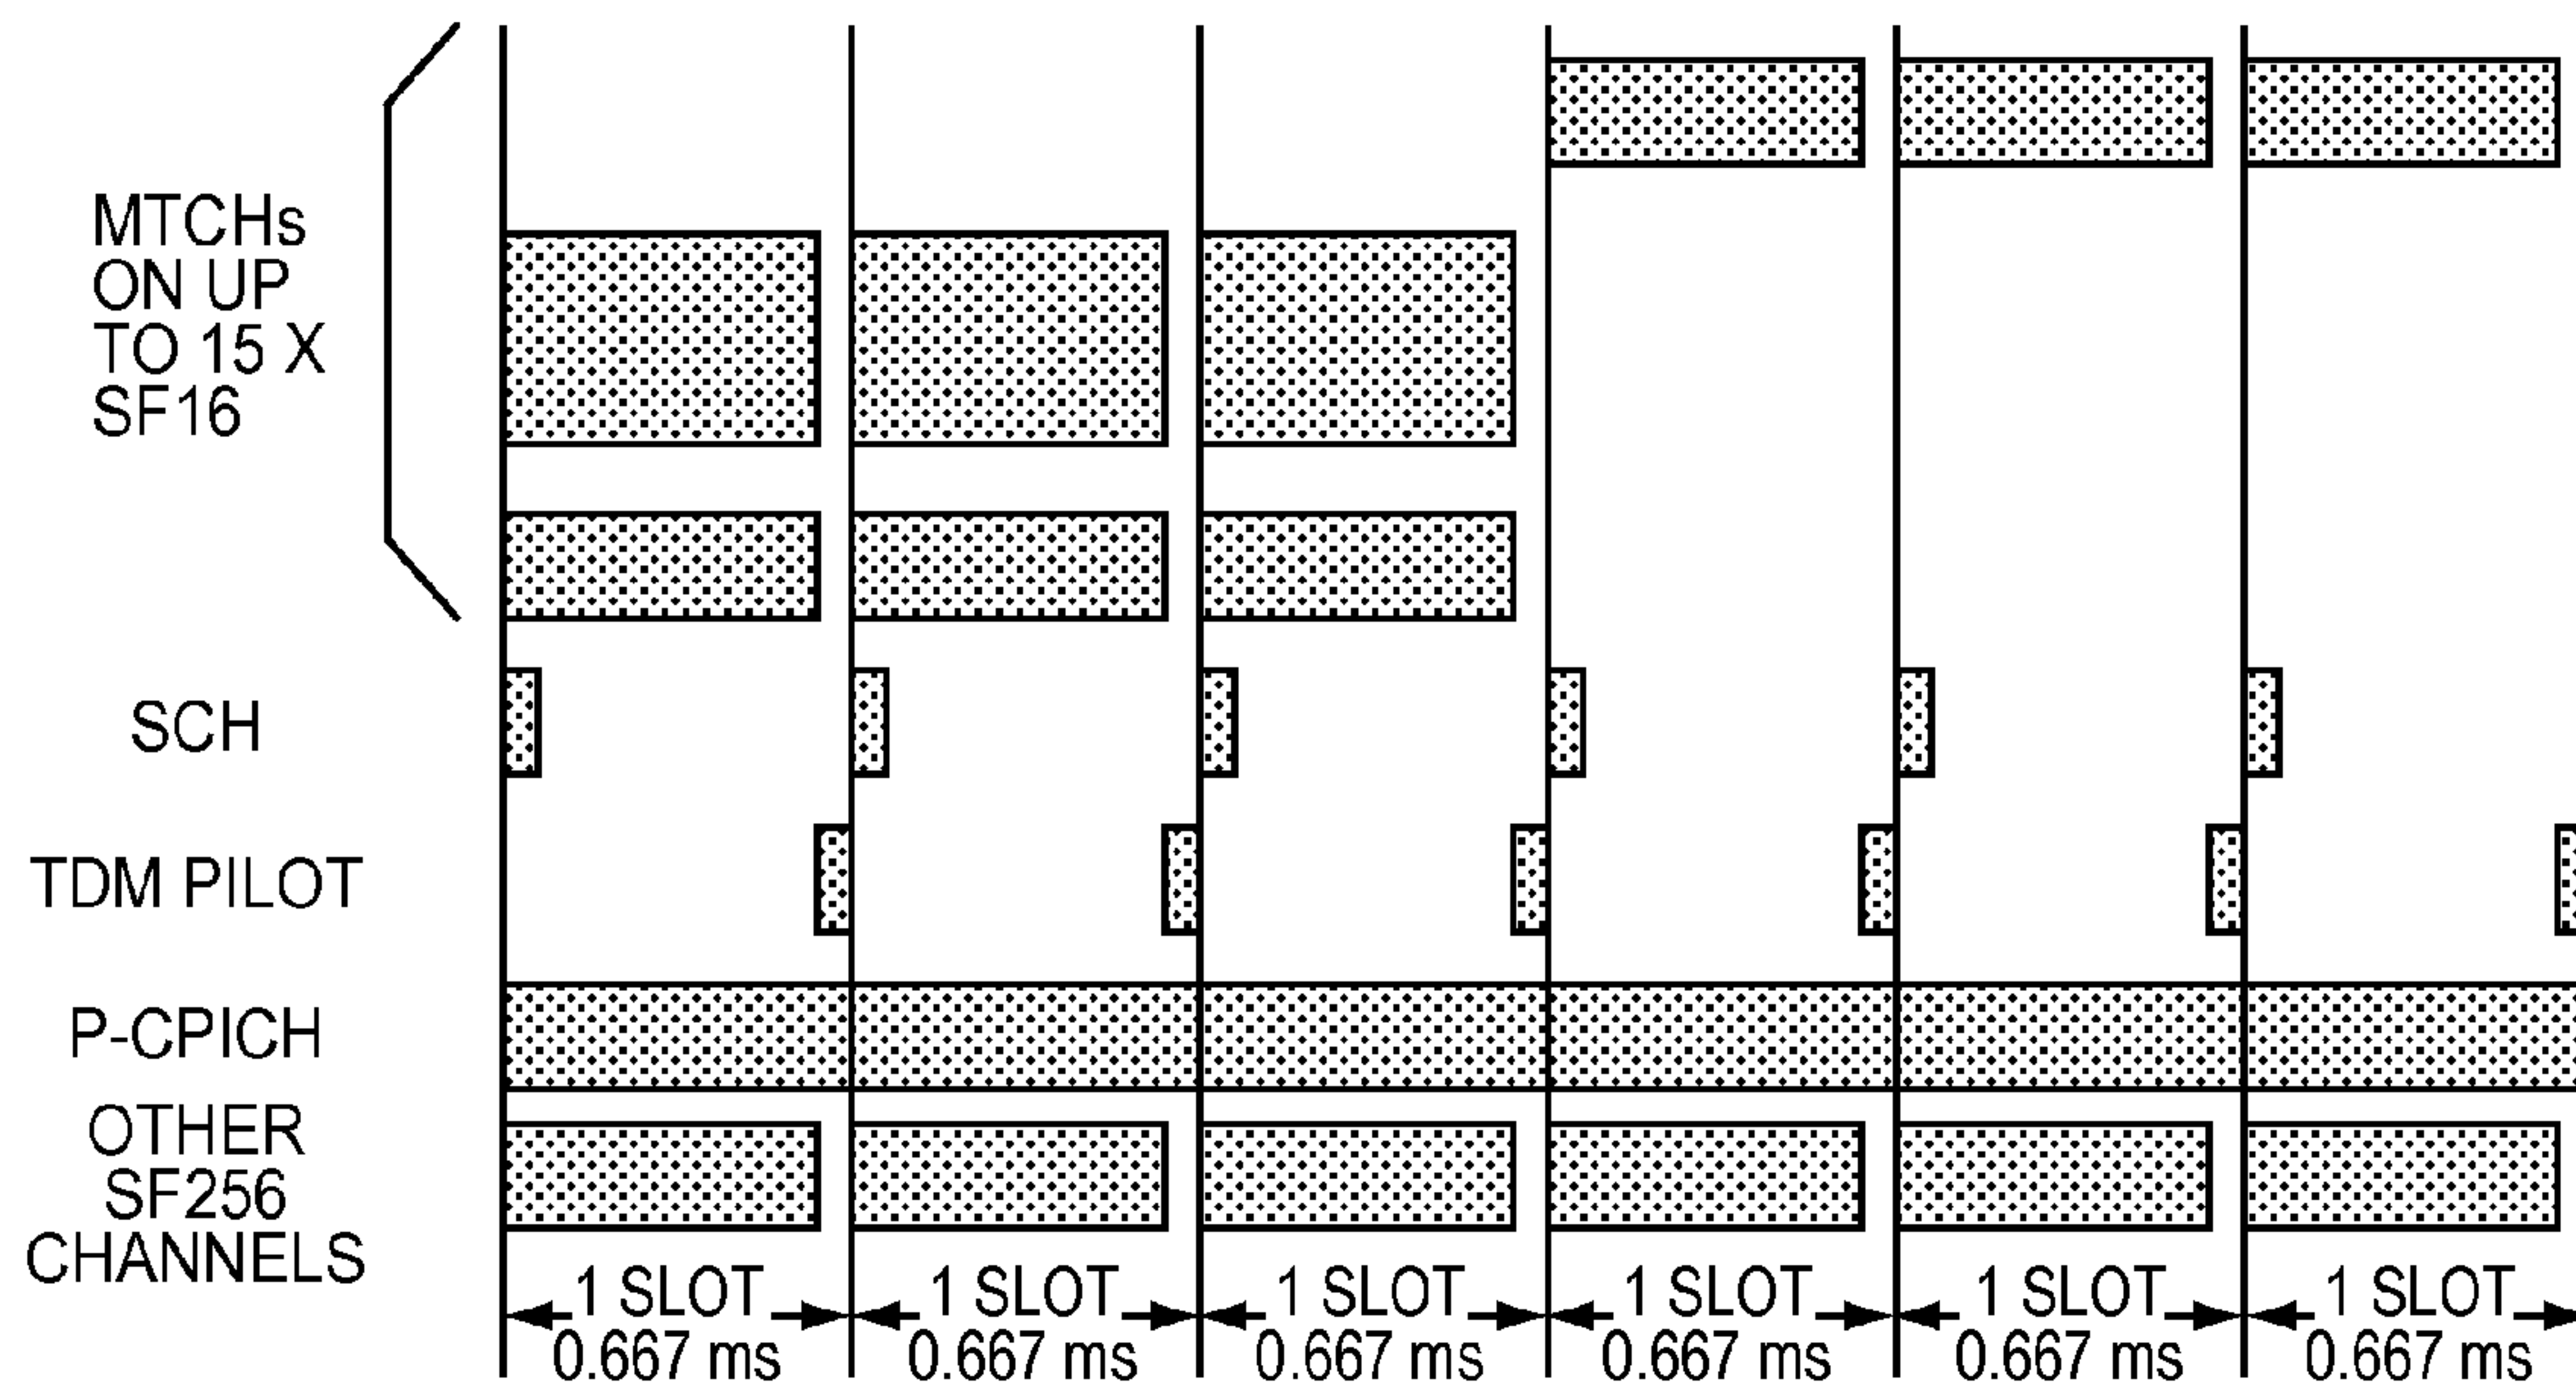 MTCHs
ON UP
TO 15 X
SF16
SCH
TDM PILOT
P-CPICH
OTHER
SF256
CHANNELS
1 SLOT 1 SLOT 1 SLOT 1 SLOT 1 SLOT 1 SLOT
0.667 ms 0.667 ms 0.667 ms 0.667 ms 0.667 ms 0.667 ms